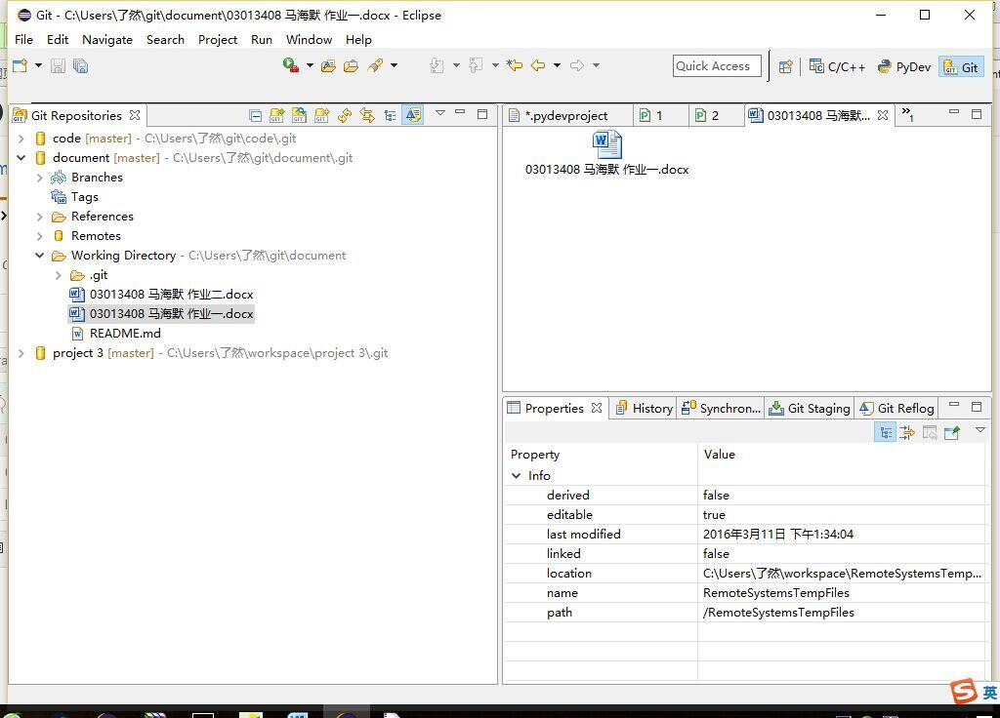 Git - C:\Users\了然\git\document\03013408 马海默 作业一.docx - Eclipse
File Edit Navigate Search Project Run Window Help
Quick Access C/C++ PyDev Git
Git Repositories
code [master] - C:\Users\了然\git\code\.git
document [master] - C:\Users\了然\git\document\.git
Branches
Tags
References
Remotes
Working Directory - C:\Users\了然\git\document
.git
03013408 马海默 作业二.docx
03013408 马海默 作业一.docx
README.md
project 3 [master] - C:\Users\了然\workspace\project 3\.git
*.pydevproject 1 2 03013408 马海默... »1
03013408 马海默 作业一.docx
Properties History Synchron... Git Staging Git Reflog
Property Value
Info
derived false
editable true
last modified 2016年3月11日 下午1:34:04
linked false
location C:\Users\了然\workspace\RemoteSystemsTemp...
name RemoteSystemsTempFiles
path /RemoteSystemsTempFiles
英